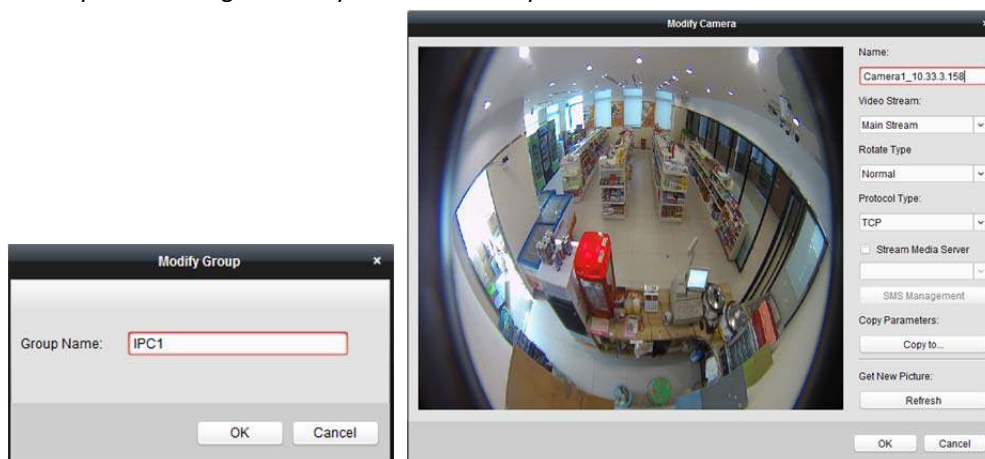 Modify Group
×
Group Name:
IPC1
OK
Cancel
Modify Camera
Name:
Camera1_10.33.3.158
Video Stream:
Main Stream
Rotate Type
Normal
Protocol Type:
TCP
Stream Media Server
SMS Management
Copy Parameters:
Copy to...
Get New Picture:
Refresh
OK
Cancel